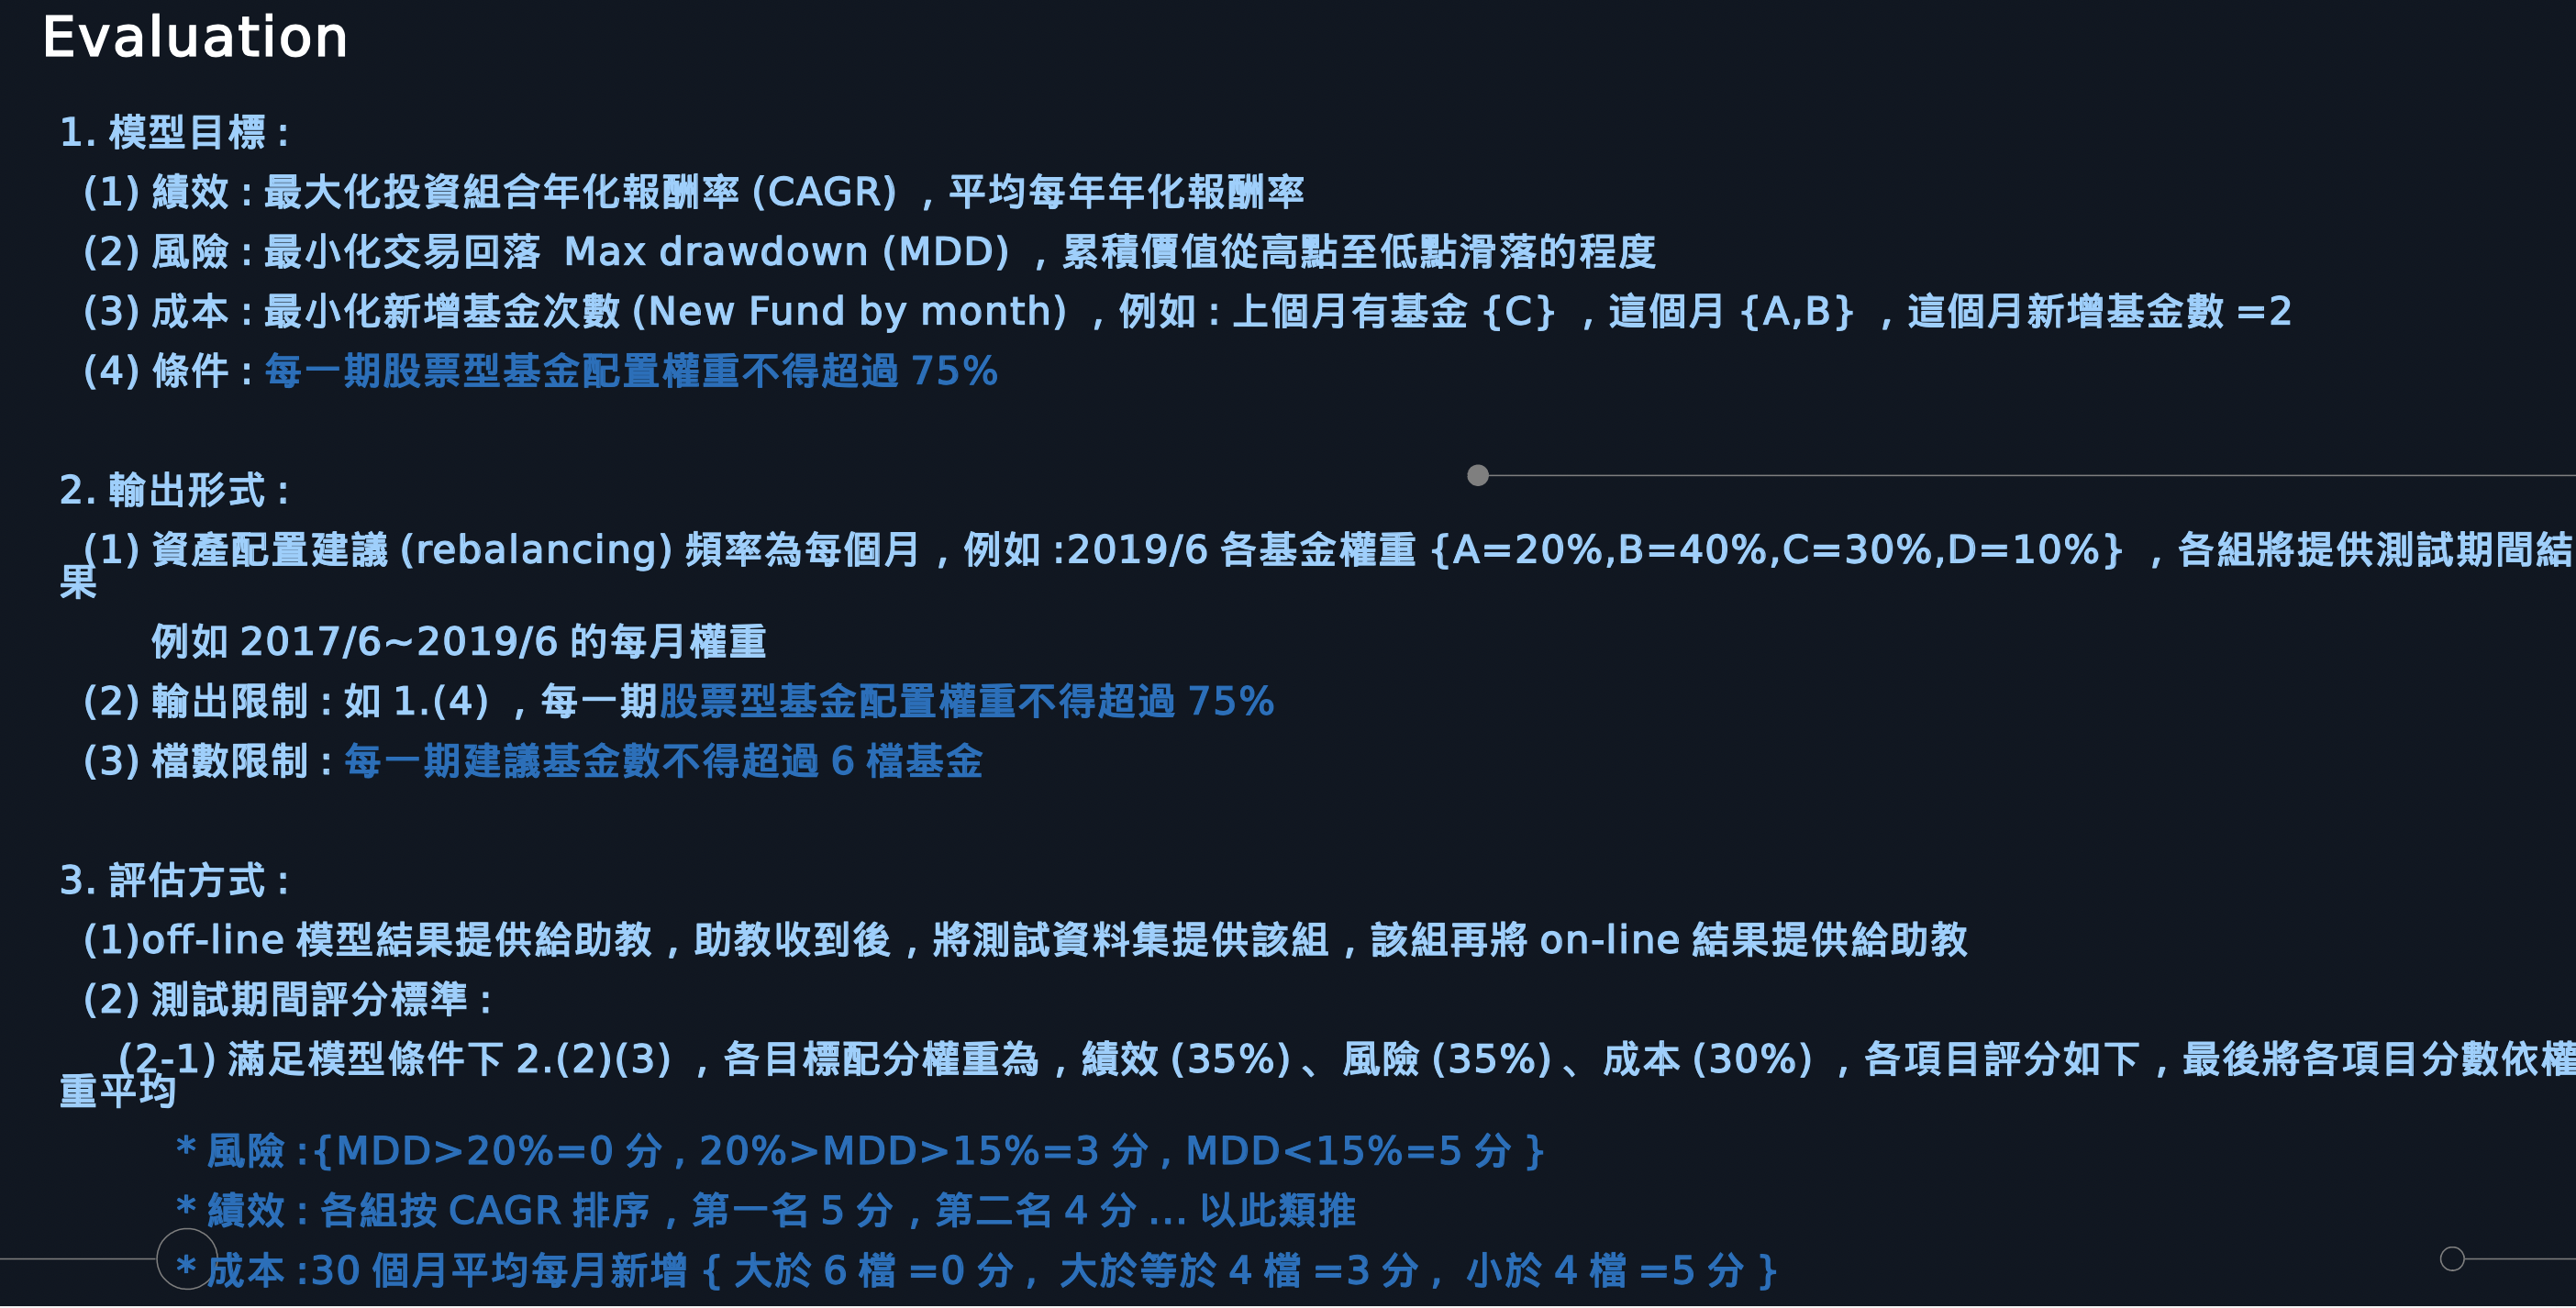 Evaluation
1. 模型目標 :
(1) 績效 : 最大化投資組合年化報酬率 (CAGR) ，平均每年年化報酬率
(2) 風險 : 最小化交易回落 Max drawdown (MDD) ，累積價值從高點至低點滑落的程度
(3) 成本 : 最小化新增基金次數 (New Fund by month) ，例如 : 上個月有基金 {C} ，這個月 {A,B} ，這個月新增基金數 =2
(4) 條件 : 每一期股票型基金配置權重不得超過 75%
2. 輸出形式 :
(1) 資產配置建議 (rebalancing) 頻率為每個月，例如 :2019/6 各基金權重 {A=20%,B=40%,C=30%,D=10%} ，各組將提供測試期間結
果
例如 2017/6~2019/6 的每月權重
(2) 輸出限制 : 如 1.(4) ，每一期股票型基金配置權重不得超過 75%
(3) 檔數限制 : 每一期建議基金數不得超過 6 檔基金
3. 評估方式 :
(1)off-line 模型結果提供給助教，助教收到後，將測試資料集提供該組，該組再將 on-line 結果提供給助教
(2) 測試期間評分標準 :
(2-1) 滿足模型條件下 2.(2)(3) ，各目標配分權重為，績效 (35%) 、風險 (35%) 、成本 (30%) ，各項目評分如下，最後將各項目分數依權
重平均
* 風險 :{MDD>20%=0 分 , 20%>MDD>15%=3 分 , MDD<15%=5 分 }
* 績效 : 各組按 CAGR 排序，第一名 5 分，第二名 4 分 ... 以此類推
* 成本 :30 個月平均每月新增 { 大於 6 檔 =0 分 , 大於等於 4 檔 =3 分 , 小於 4 檔 =5 分 }